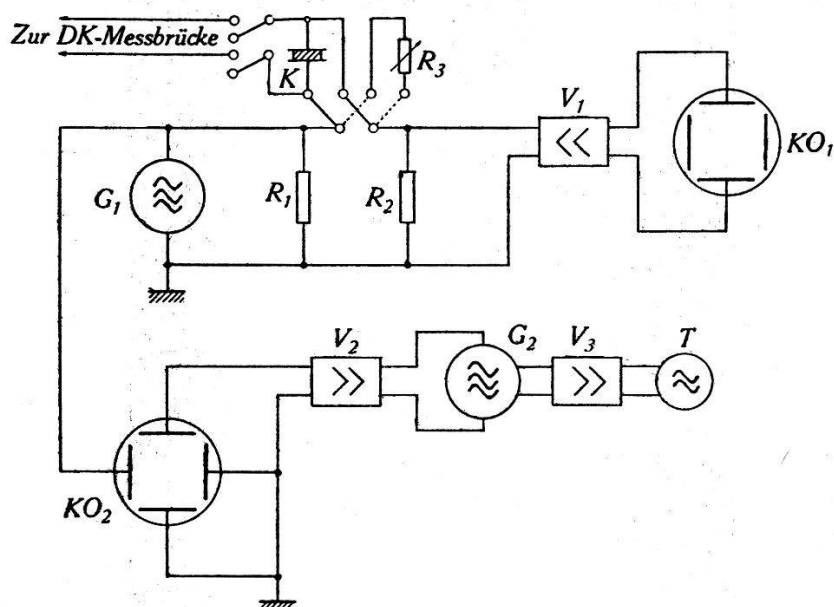 Zur DK-Messbrücke
K
R3
V1
KO1
G1
R1
R2
V2
G2
V3
T
KO2